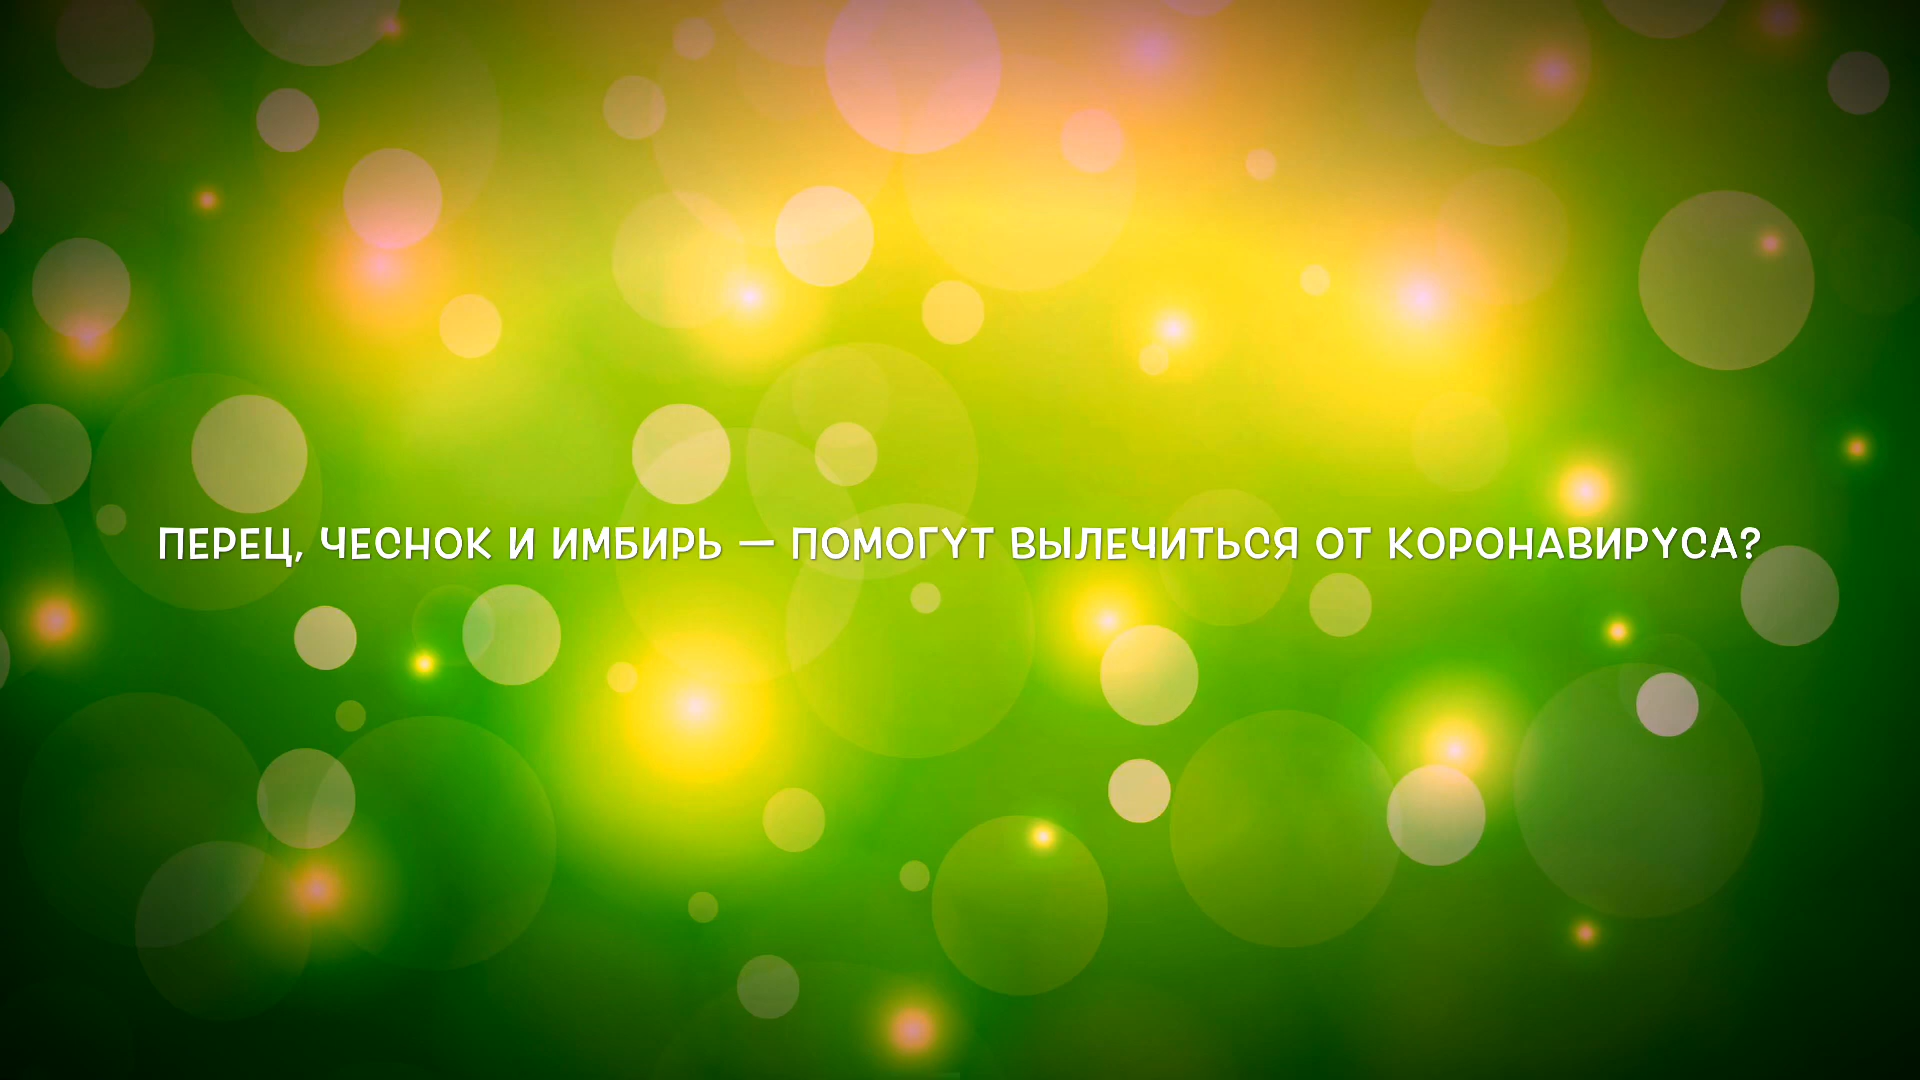 ПЕРЕЦ, ЧЕСНОК И ИМБИРЬ — ПОМОГУТ ВЫЛЕЧИТЬСЯ ОТ КОРОНАВИРУСА?